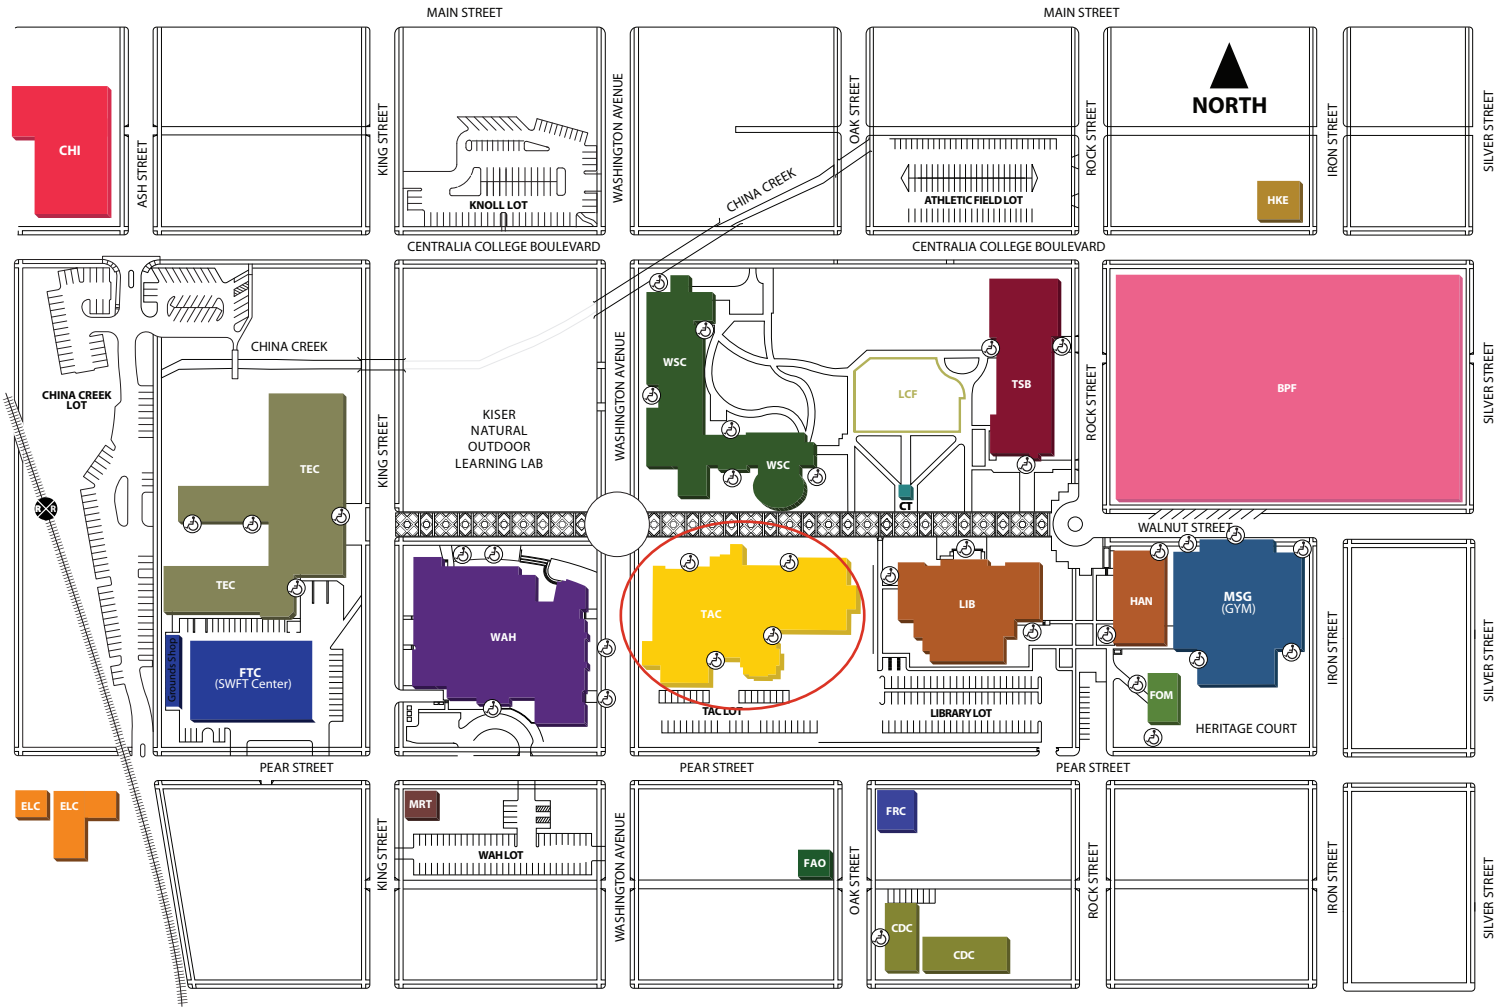 MAIN STREET
MAIN STREET
NORTH
CHI
ASH STREET
KING STREET
KNOLL LOT
WASHINGTON AVENUE
CHINA CREEK
OAK STREET
ATHLETIC FIELD LOT
ROCK STREET
HKE
IRON STREET
SILVER STREET
CENTRALIA COLLEGE BOULEVARD
CENTRALIA COLLEGE BOULEVARD
CHINA CREEK
CHINA CREEK
LOT
TEC
TEC
KING STREET
KISER
NATURAL
OUTDOOR
LEARNING LAB
WASHINGTON AVENUE
WSC
WSC
LCF
CT
TSB
ROCK STREET
BPF
SILVER STREET
R R
WALNUT STREET
Grounds Shop
FTC
(SWFT Center)
WAH
TAC
TAC LOT
LIB
LIBRARY LOT
HAN
MSG
(GYM)
FOM
HERITAGE COURT
IRON STREET
SILVER STREET
PEAR STREET
PEAR STREET
PEAR STREET
ELC
ELC
KING STREET
MRT
WAH LOT
WASHINGTON AVENUE
FAO
OAK STREET
FRC
CDC
CDC
ROCK STREET
IRON STREET
SILVER STREET